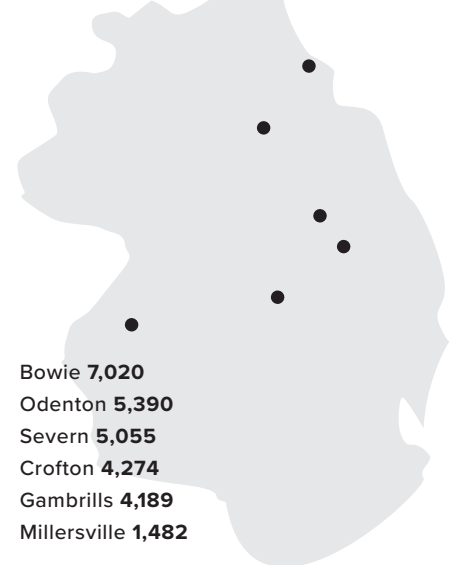 Bowie 7,020
Odenton 5,390
Severn 5,055
Crofton 4,274
Gambrills 4,189
Millersville 1,482